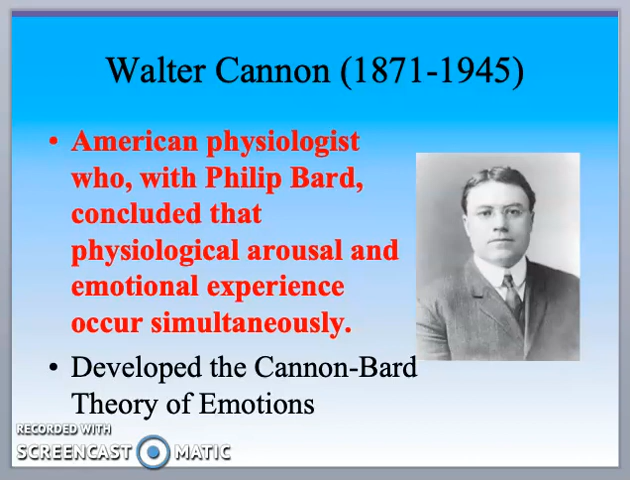 Walter Cannon (1871-1945)
• American physiologist
who, with Philip Bard,
concluded that
physiological arousal and
emotional experience
occur simultaneously.
• Developed the Cannon-Bard
Theory of Emotions
RECORDED WITH
SCREENCAST MATIC